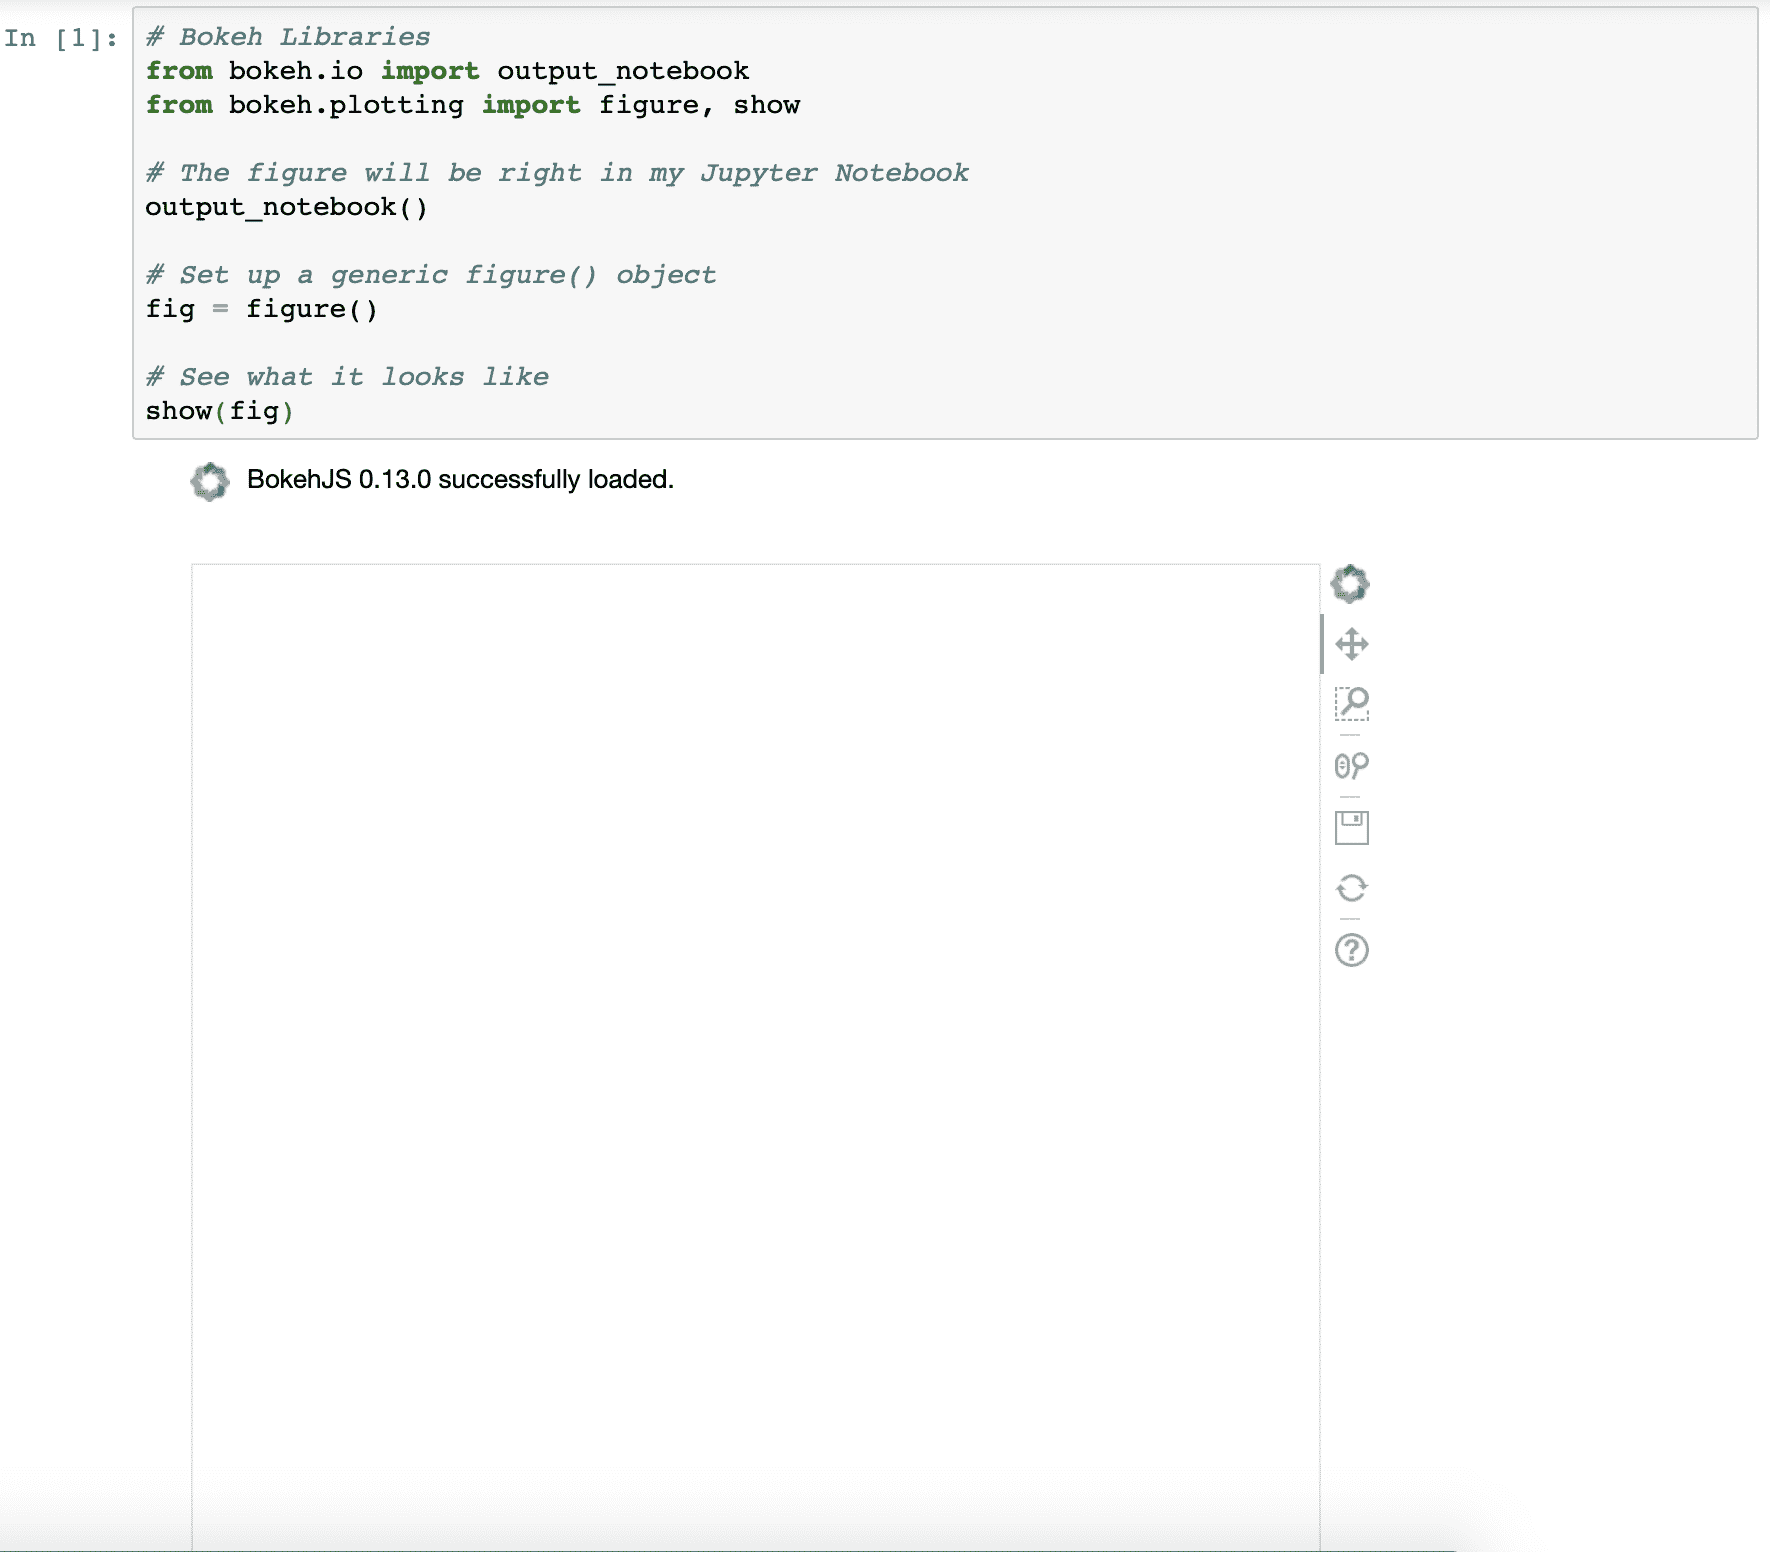 In [1]:
# Bokeh Libraries
from bokeh.io import output_notebook
from bokeh.plotting import figure, show
# The figure will be right in my Jupyter Notebook
output_notebook()
# Set up a generic figure() object
fig = figure()
# See what it looks like
show(fig)
BokehJS 0.13.0 successfully loaded.
?